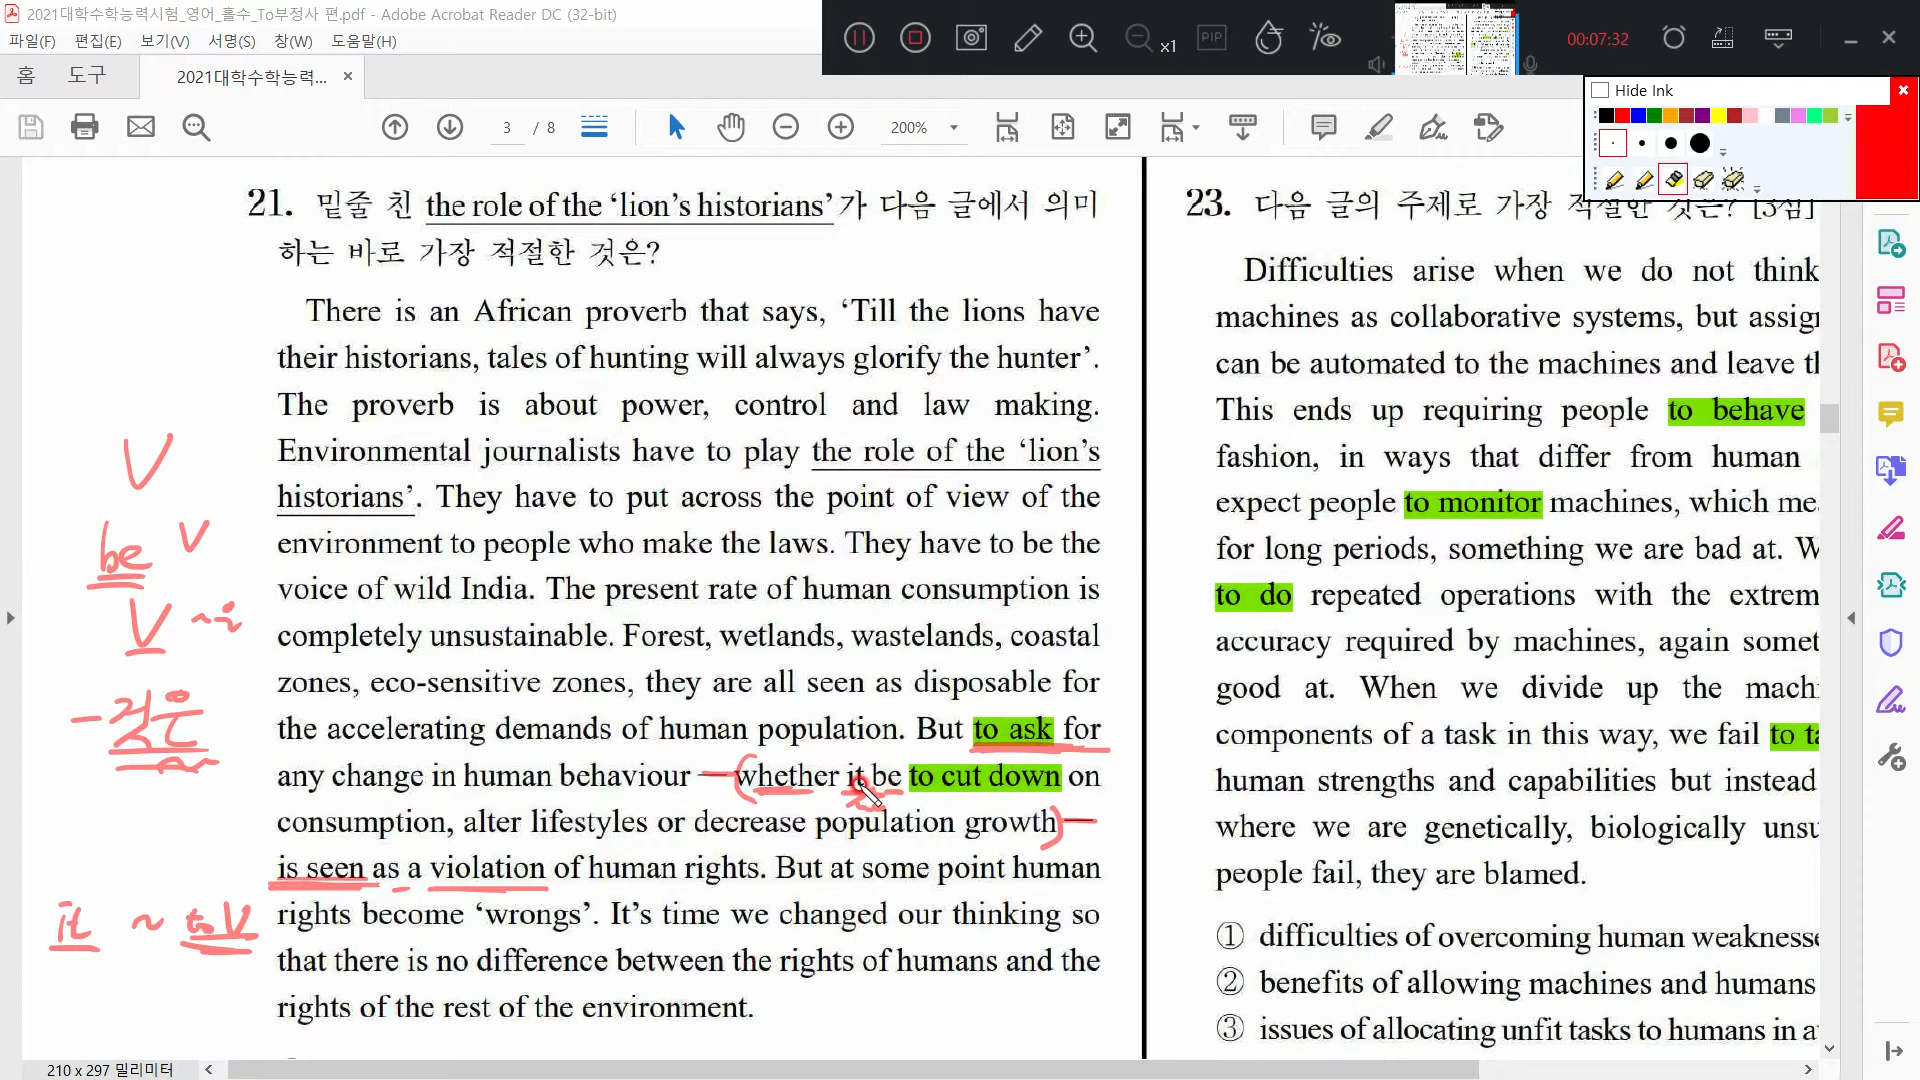 2021대학수학능력시험_영어_홀수_To부정사 편.pdf - Adobe Acrobat Reader DC (32-bit)
파일(F) 편집(E) 보기(V) 서명(S) 창(W) 도움말(H)
x1
PIP
00:07:32
홈 도구 2021대학수학능력... ×
Hide Ink
3 / 8
200%
21. 밑줄 친 the role of the ‘lion’s historians’가 다음 글에서 의미
하는 바로 가장 적절한 것은?
There is an African proverb that says, ‘Till the lions have
their historians, tales of hunting will always glorify the hunter’.
The proverb is about power, control and law making.
Environmental journalists have to play the role of the ‘lion’s
historians’. They have to put across the point of view of the
environment to people who make the laws. They have to be the
voice of wild India. The present rate of human consumption is
completely unsustainable. Forest, wetlands, wastelands, coastal
zones, eco-sensitive zones, they are all seen as disposable for
the accelerating demands of human population. But to ask for
any change in human behaviour — whether it be to cut down on
consumption, alter lifestyles or decrease population growth —
is seen as a violation of human rights. But at some point human
rights become ‘wrongs’. It’s time we changed our thinking so
that there is no difference between the rights of humans and the
rights of the rest of the environment.
V
be V
V ~i
-것은
it ~ to V
23. 다음 글의 주제로 가장 적절한 것은? [3점]
Difficulties arise when we do not think
machines as collaborative systems, but assign
can be automated to the machines and leave th
This ends up requiring people to behave
fashion, in ways that differ from human
expect people to monitor machines, which mea
for long periods, something we are bad at. W
to do repeated operations with the extrem
accuracy required by machines, again somet
good at. When we divide up the machi
components of a task in this way, we fail to ta
human strengths and capabilities but instead
where we are genetically, biologically unsu
people fail, they are blamed.
① difficulties of overcoming human weaknesse
② benefits of allowing machines and humans
③ issues of allocating unfit tasks to humans in a
210 x 297 밀리미터